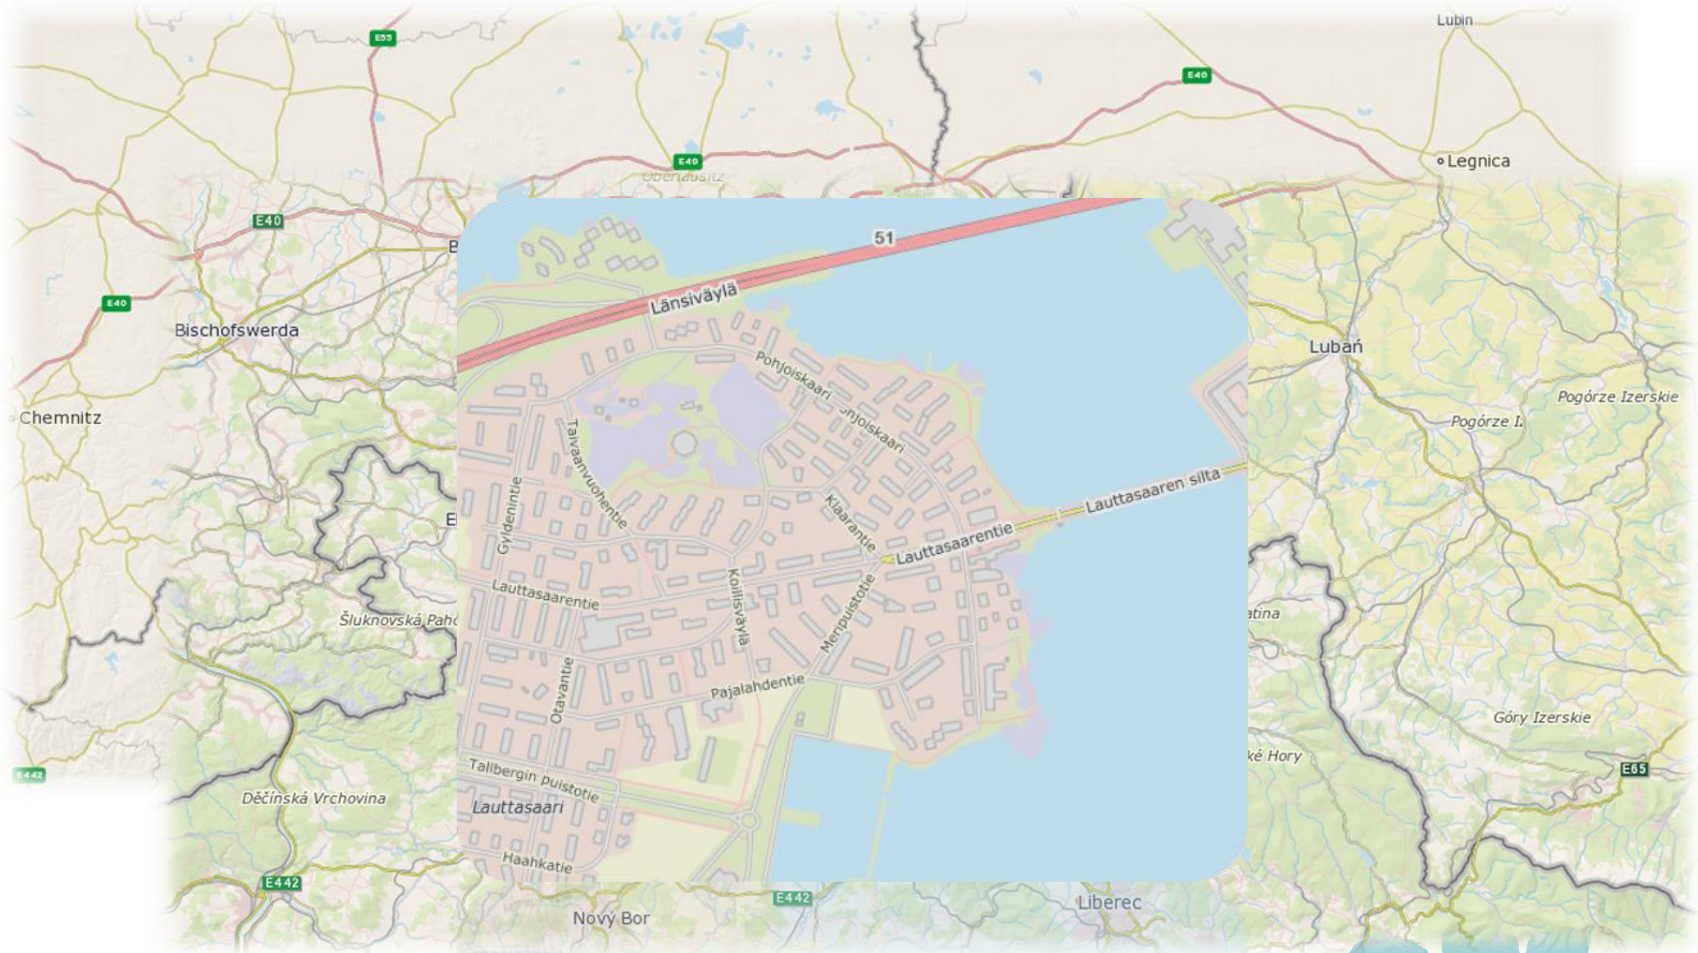 Lubin
E55
E40
E40
Legnica
Oberlausitz
E40
51
Länsiväylä
E40
Bischofswerda
Lubań
Pohjoiskaari
Pogórze Izerskie
Chemnitz
Pogórze I.
Taivaanvuohentie
Lauttasaaren silta
Gyldenintie
Klaarantie
Lauttasaarentie
Lauttasaarentie
Koillisväylä
Meripuistotie
Otavantie
Pajalahdentie
Góry Izerskie
ké Hory
E65
E442
Děčínská Vrchovina
Tallbergin puistotie
Lauttasaari
Haahkatie
E442
E442
Nový Bor
Liberec